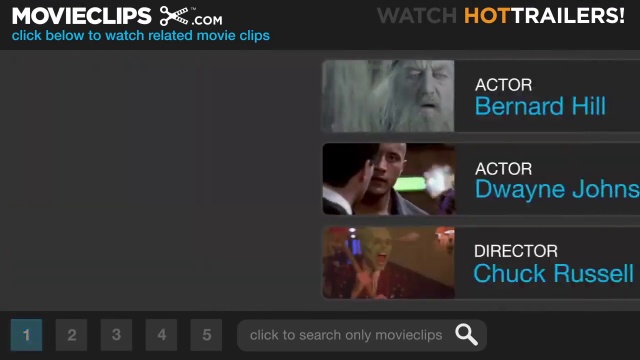 MOVIECLIPS.COM™
click below to watch related movie clips
WATCH HOTTRAILERS!
ACTOR
Bernard Hill
ACTOR
Dwayne Johns
DIRECTOR
Chuck Russell
1 2 3 4 5
click to search only movieclips